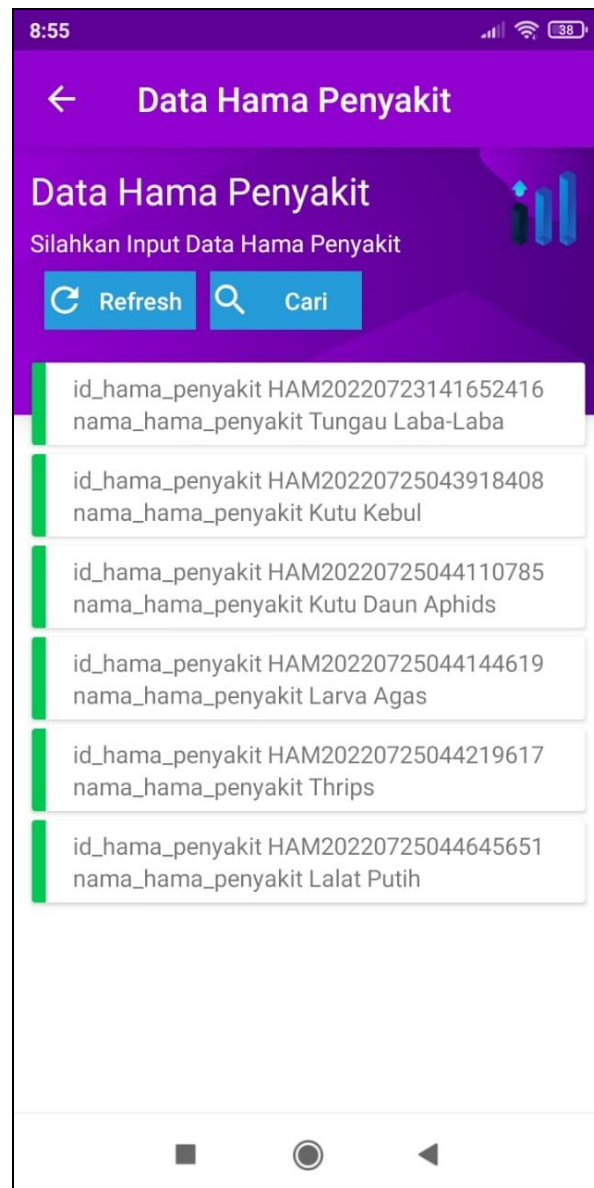 8:55
38
Data Hama Penyakit
Data Hama Penyakit
Silahkan Input Data Hama Penyakit
Refresh Cari
id_hama_penyakit HAM20220723141652416
nama_hama_penyakit Tungau Laba-Laba
id_hama_penyakit HAM20220725043918408
nama_hama_penyakit Kutu Kebul
id_hama_penyakit HAM20220725044110785
nama_hama_penyakit Kutu Daun Aphids
id_hama_penyakit HAM20220725044144619
nama_hama_penyakit Larva Agas
id_hama_penyakit HAM20220725044219617
nama_hama_penyakit Thrips
id_hama_penyakit HAM20220725044645651
nama_hama_penyakit Lalat Putih